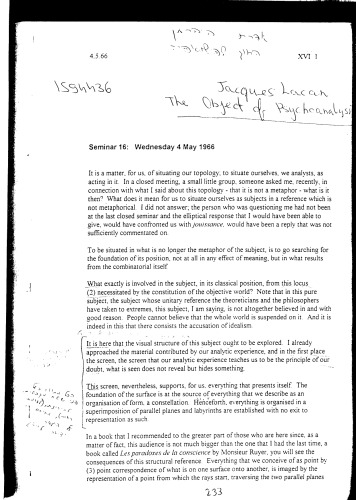 4.5.66
XVI 1
1594436
Jacques Lacan
The Object of Psychoanalysis
Seminar 16: Wednesday 4 May 1966
It is a matter, for us, of situating our topology, to situate ourselves, we analysts, as
acting in it. In a closed meeting, a small little group, someone asked me, recently, in
connection with what I said about this topology - that it is not a metaphor - what is it
then? What does it mean for us to situate ourselves as subjects in a reference which is
not metaphorical. I did not answer; the person who was questioning me had not been
at the last closed seminar and the elliptical response that I would have been able to
give, would have confronted us with jouissance, would have been a reply that was not
sufficiently commentated on.
To be situated in what is no longer the metaphor of the subject, is to go searching for
the foundation of its position, not at all in any effect of meaning, but in what results
from the combinatorial itself.
What exactly is involved in the subject, in its classical position, from this locus
(2) necessitated by the constitution of the objective world? Note that in this pure
subject, the subject whose unitary reference the theoreticians and the philosophers
have taken to extremes, this subject, I am saying, is not altogether believed in and with
good reason. People cannot believe that the whole world is suspended on it. And it is
indeed in this that there consists the accusation of idealism.
It is here that the visual structure of this subject ought to be explored. I already
approached the material contributed by our analytic experience, and in the first place
the screen, the screen that our analytic experience teaches us to be the principle of our
doubt, what is seen does not reveal but hides something.
This screen, nevertheless, supports, for us, everything that presents itself. The
foundation of the surface is at the source of everything that we describe as an
organisation of form, a constellation. Henceforth, everything is organised in a
superimposition of parallel planes and labyrinths are established with no exit to
representation as such.
In a book that I recommended to the greater part of those who are here since, as a
matter of fact, this audience is not much bigger than the one that I had the last time, a
book called Les paradoxes de la conscience by Monsieur Ruyer, you will see the
consequences of this structural reference. Everything that we conceive of as point by
(3) point correspondence of what is on one surface onto another, is imaged by the
representation of a point from which the rays start, traversing the two parallel planes
233